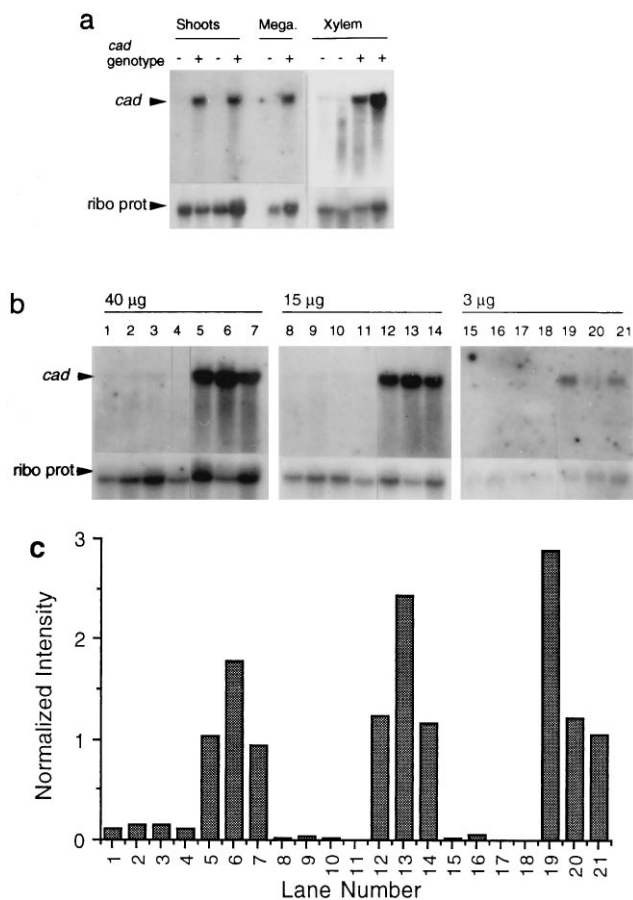 a
Shoots Mega. Xylem
cad
genotype - + - + - + - - + +
cad
ribo prot
b
40 µg 15 µg 3 µg
1 2 3 4 5 6 7 8 9 10 11 12 13 14 15 16 17 18 19 20 21
cad
ribo prot
c
3
2
1
0
Normalized Intensity
1 2 3 4 5 6 7 8 9 10 11 12 13 14 15 16 17 18 19 20 21
Lane Number